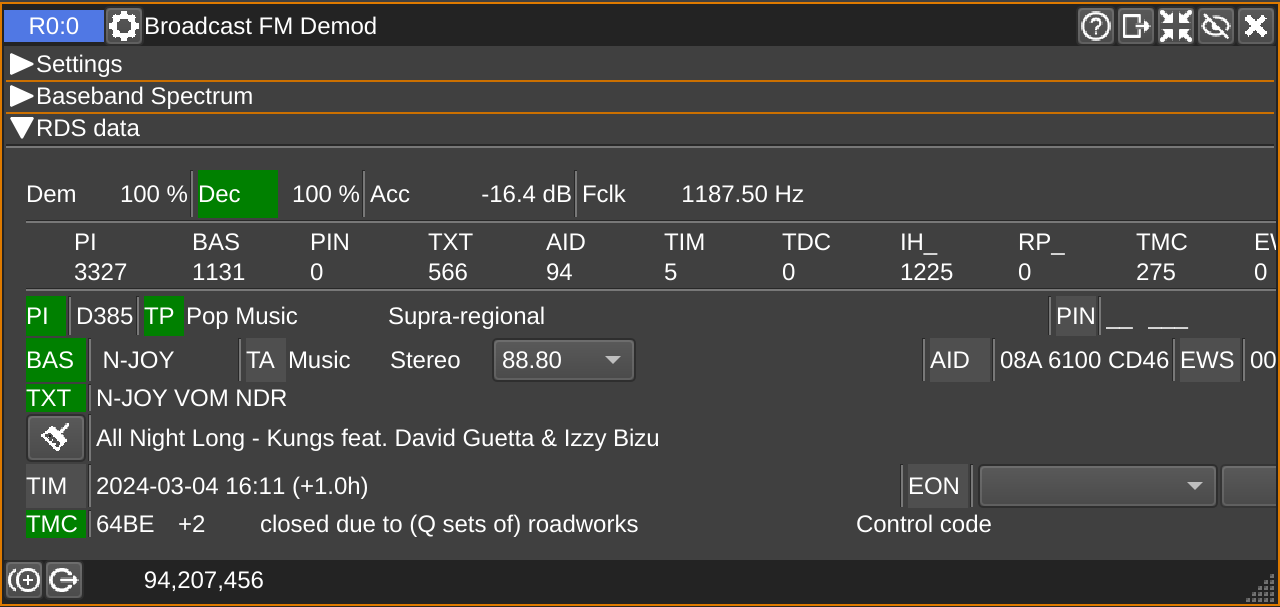 R0:0 Broadcast FM Demod
Settings
Baseband Spectrum
RDS data
Dem 100 % Dec 100 % Acc -16.4 dB Fclk 1187.50 Hz
PI BAS PIN TXT AID TIM TDC IH_ RP_ TMC
3327 1131 0 566 94 5 0 1225 0 275 0
PI D385 TP Pop Music Supra-regional PIN __ ___
BAS N-JOY TA Music Stereo 88.80 AID 08A 6100 CD46 EWS 00
TXT N-JOY VOM NDR
All Night Long - Kungs feat. David Guetta & Izzy Bizu
TIM 2024-03-04 16:11 (+1.0h) EON
TMC 64BE +2 closed due to (Q sets of) roadworks Control code
94,207,456